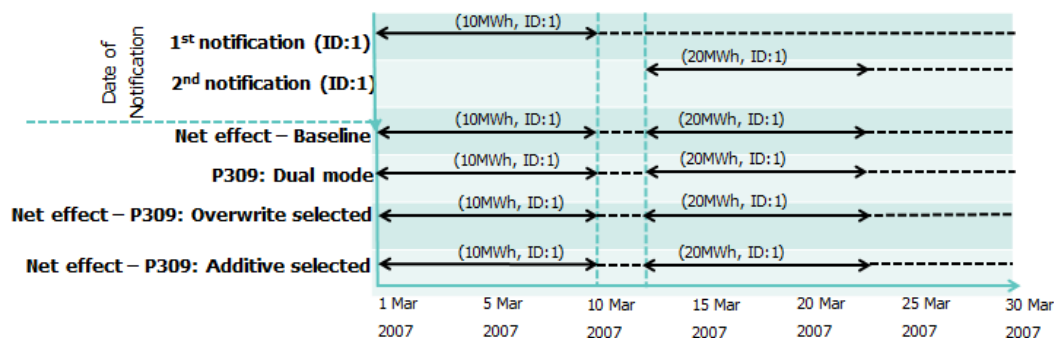 Date of
Notification
1st notification (ID:1)
(10MWh, ID:1)
2nd notification (ID:1)
(20MWh, ID:1)
Net effect – Baseline
(10MWh, ID:1)
(20MWh, ID:1)
P309: Dual mode
(10MWh, ID:1)
(20MWh, ID:1)
Net effect – P309: Overwrite selected
(10MWh, ID:1)
(20MWh, ID:1)
Net effect – P309: Additive selected
(10MWh, ID:1)
(20MWh, ID:1)
1 Mar 5 Mar 10 Mar 15 Mar 20 Mar 25 Mar 30 Mar
2007 2007 2007 2007 2007 2007 2007